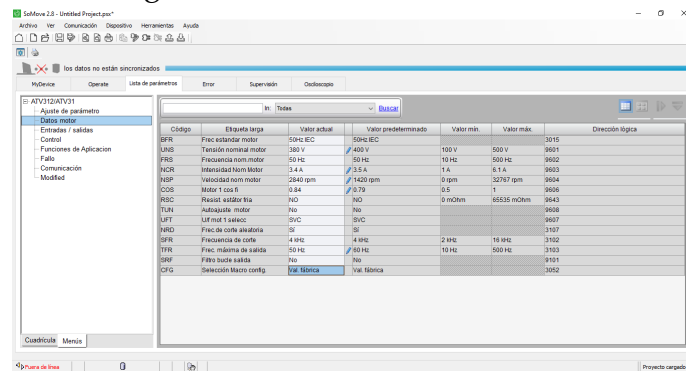 SoMove 2.8 - Untitled Project.psx*
Archivo Ver Comunicación Dispositivo Herramientas Ayuda
los datos no están sincronizados
MyDevice Operate Lista de parámetros Error Supervisión Osciloscopio
ATV312/ATV31
Ajuste de parámetro
Datos motor
Entradas / salidas
Control
Funciones de Aplicacion
Fallo
Comunicación
Modified
In: Todas Buscar
Código Etiqueta larga Valor actual Valor predeterminado Valor mín. Valor máx. Dirección lógica
BFR Frec estandar motor 50Hz IEC 50Hz IEC 3015
UNS Tensión nominal motor 380 V 400 V 100 V 500 V 9601
FRS Frecuencia nom.motor 50 Hz 50 Hz 10 Hz 500 Hz 9602
NCR Intensidad Nom Motor 3.4 A 3.5 A 1 A 6.1 A 9603
NSP Velocidad nom motor 2840 rpm 1420 rpm 0 rpm 32767 rpm 9604
COS Motor 1 cos fi 0.84 0.79 0.5 1 9606
RSC Resist. estátor fria NO NO 0 mOhm 65535 mOhm 9643
TUN Autoajuste motor No No 9608
UFT U/f mot 1 selecc SVC SVC 9607
NRD Frec.de corte aleatoria Sí Sí 3107
SFR Frecuencia de corte 4 kHz 4 kHz 2 kHz 16 kHz 3102
TFR Frec. máxima de salida 50 Hz 60 Hz 10 Hz 500 Hz 3103
SRF Filtro bucle salida No No 9101
CFG Selección Macro config. Val. fábrica Val. fábrica 3052
Cuadrícula Menús
Fuera de línea Proyecto cargado